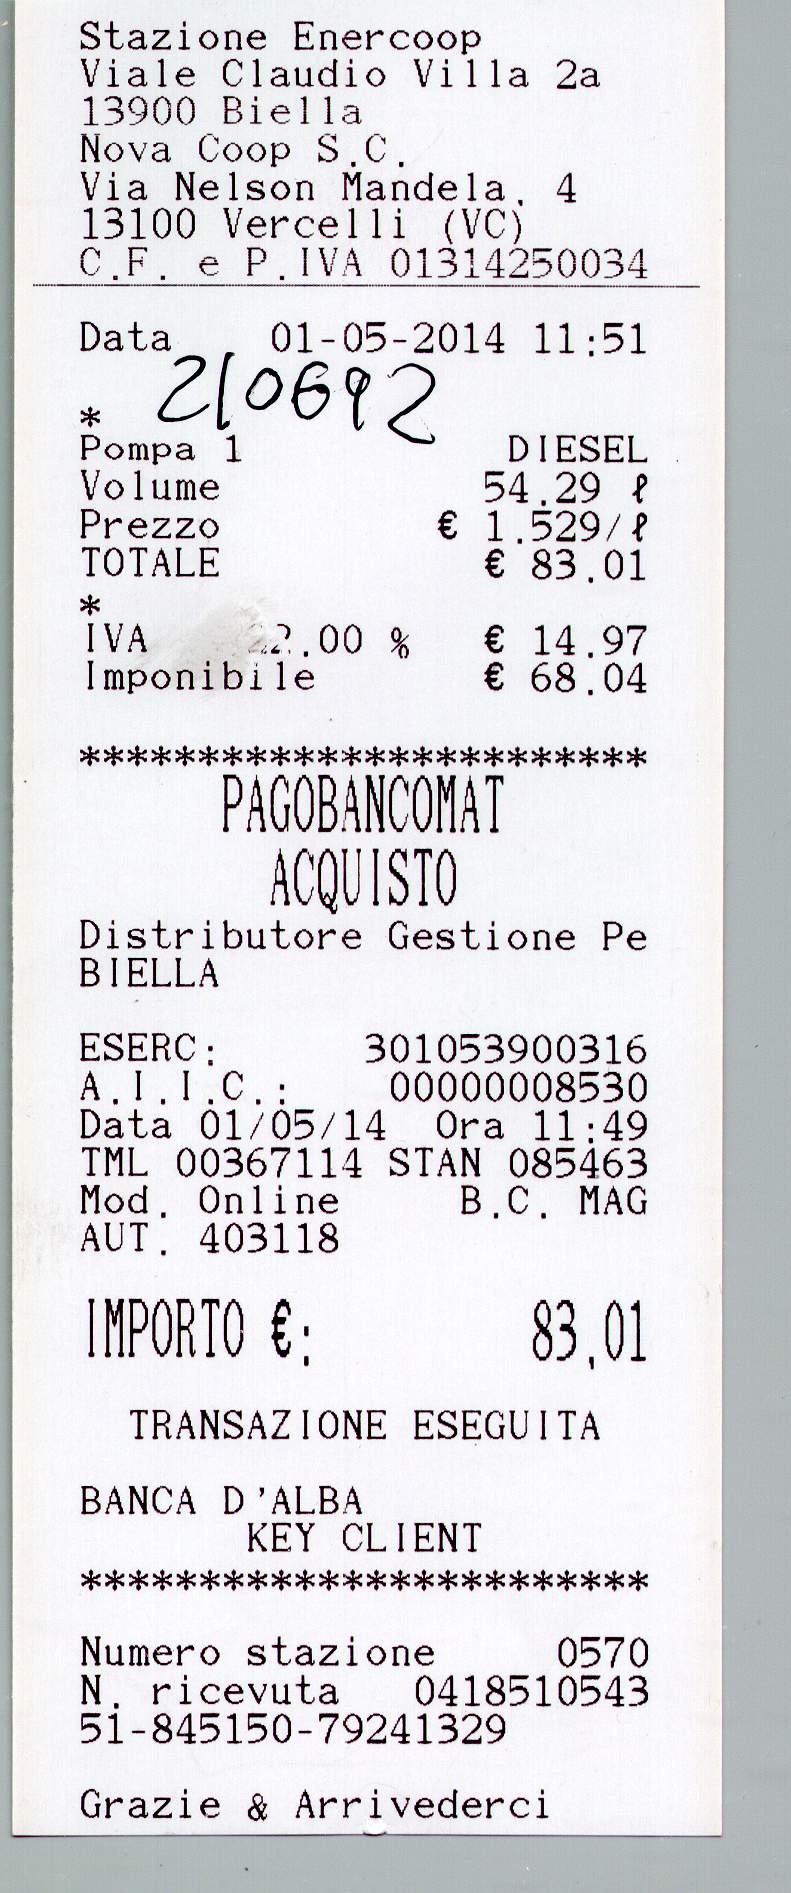 Stazione Enercoop
Viale Claudio Villa 2a
13900 Biella
Nova Coop S.C.
Via Nelson Mandela, 4
13100 Vercelli (VC)
C.F. e P.IVA 01314250034
Data 01-05-2014 11:51
210692
*
Pompa 1 DIESEL
Volume 54.29 ℓ
Prezzo € 1.529/ℓ
TOTALE € 83.01
*
IVA 22.00 % € 14.97
Imponibile € 68.04
************************
PAGOBANCOMAT
ACQUISTO
Distributore Gestione Pe
BIELLA
ESERC: 301053900316
A.I.I.C.: 00000008530
Data 01/05/14 Ora 11:49
TML 00367114 STAN 085463
Mod. Online B.C. MAG
AUT. 403118
IMPORTO €: 83,01
TRANSAZIONE ESEGUITA
BANCA D'ALBA
KEY CLIENT
************************
Numero stazione 0570
N. ricevuta 0418510543
51-845150-79241329
Grazie & Arrivederci